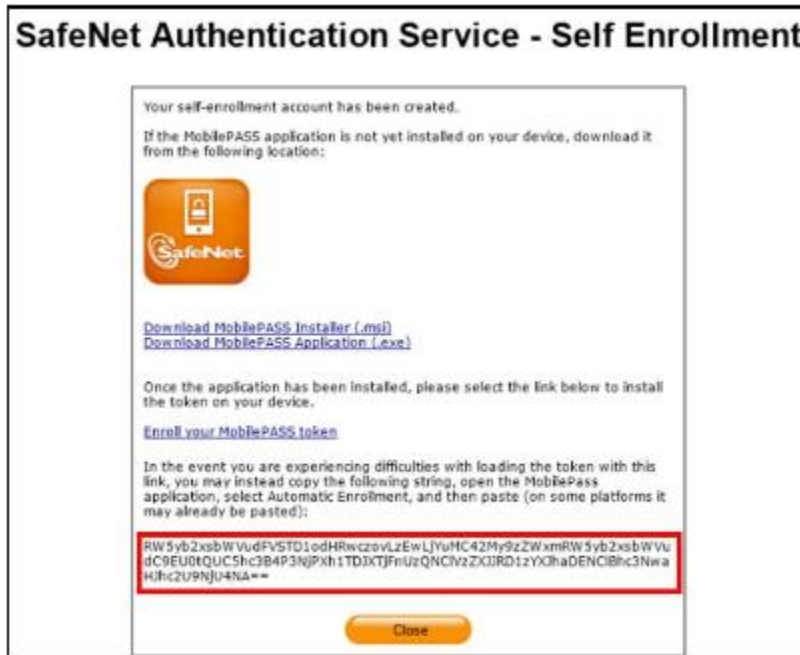 SafeNet Authentication Service - Self Enrollment
Your self-enrollment account has been created.
If the MobilePASS application is not yet installed on your device, download it
from the following location:
SafeNet
Download MobilePASS Installer (.msi)
Download MobilePASS Application (.exe)
Once the application has been installed, please select the link below to install
the token on your device.
Enroll your MobilePASS token
In the event you are experiencing difficulties with loading the token with this
link, you may instead copy the following string, open the MobilePass
application, select Automatic Enrollment, and then paste (on some platforms it
may already be pasted):
Close